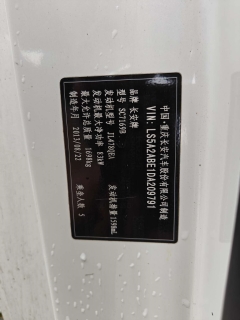 中国·重庆长安汽车股份有限公司制造
VIN: LS5A2ABE1DA209791
品牌 长安牌
型号 SC7169B
发动机型号 JL478QEA
发动机最大净功率 83kW 发动机排量 1598mL
最大允许总质量 1698kg
制造年月 2013/08/22 乘坐人数 5